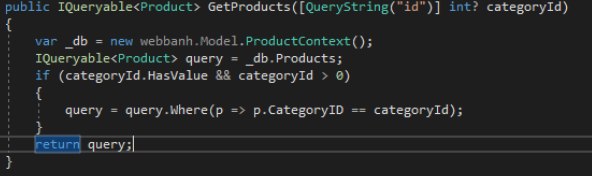 public IQueryable<Product> GetProducts([QueryString("id")] int? categoryId)
{
var _db = new webbanh.Model.ProductContext();
IQueryable<Product> query = _db.Products;
if (categoryId.HasValue && categoryId > 0)
{
query = query.Where(p => p.CategoryID == categoryId);
}
return query;
}